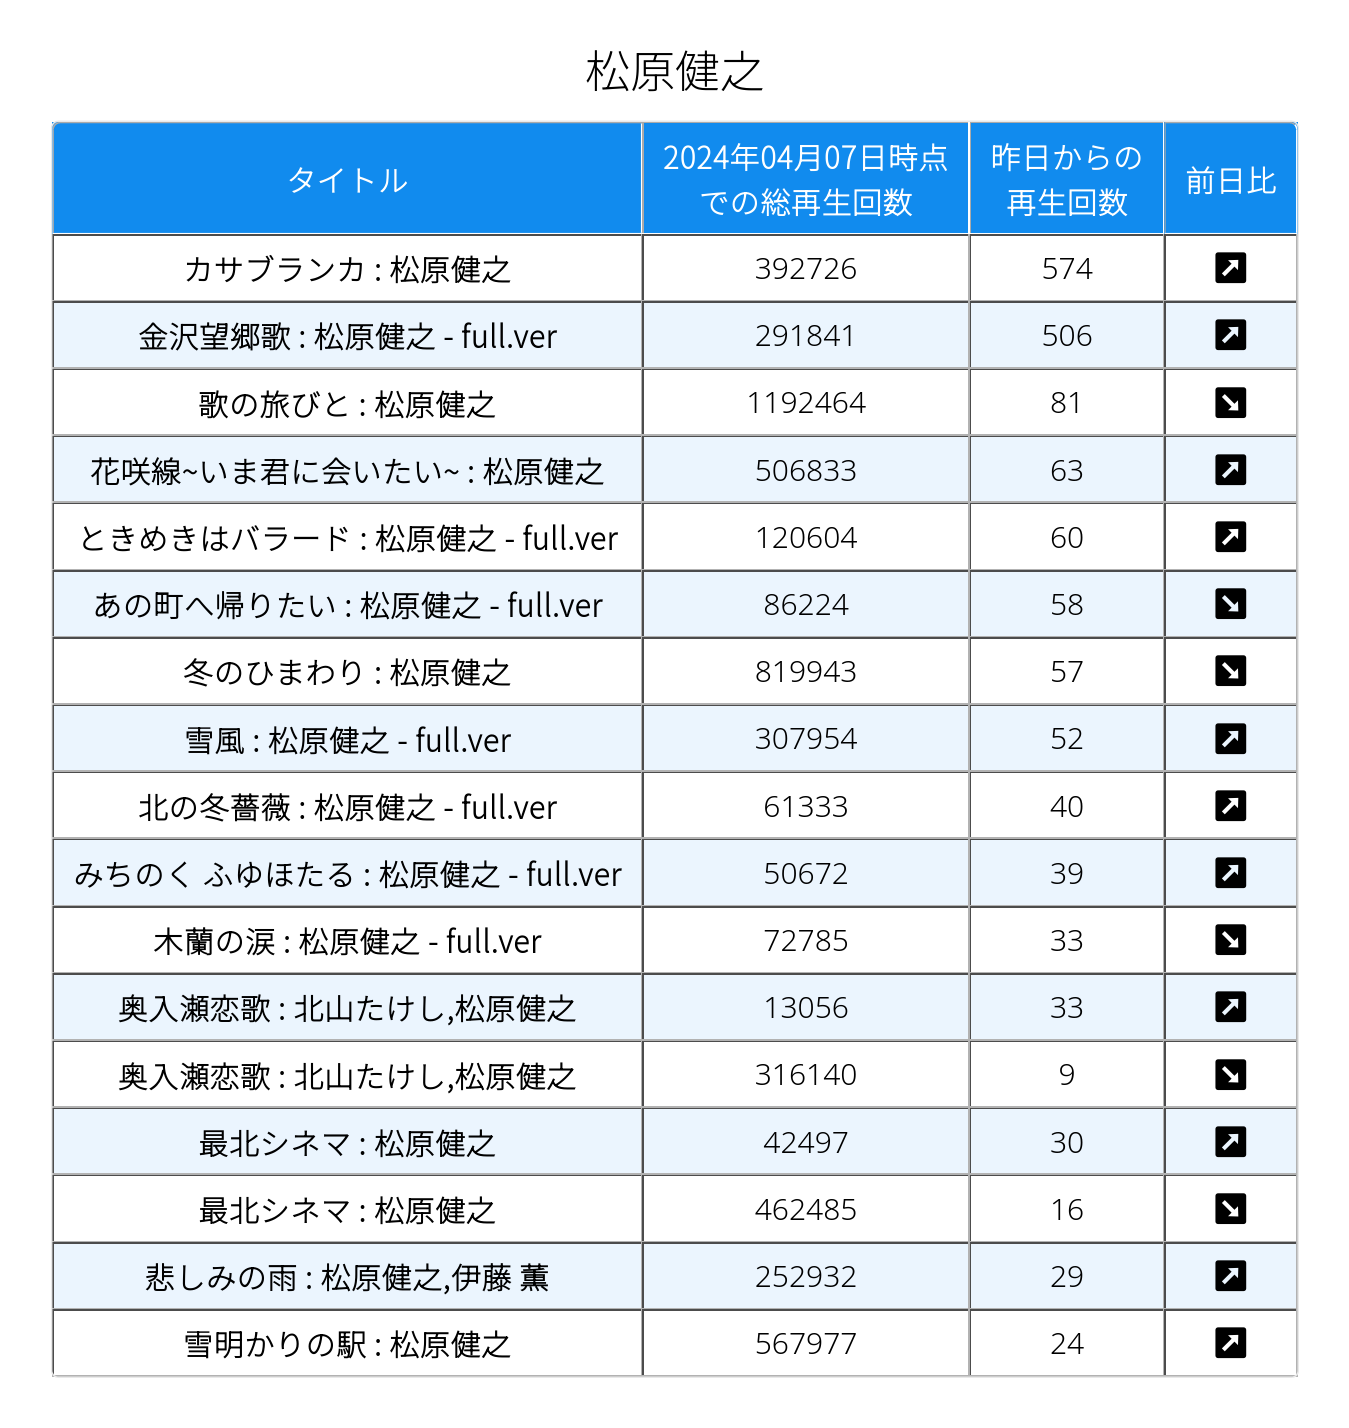 松原健之
タイトル 2024年04月07日時点での総再生回数 昨日からの再生回数 前日比
カサブランカ : 松原健之 392726 574 ↗
金沢望郷歌 : 松原健之 - full.ver 291841 506 ↗
歌の旅びと : 松原健之 1192464 81 ↘
花咲線~いま君に会いたい~ : 松原健之 506833 63 ↗
ときめきはバラード : 松原健之 - full.ver 120604 60 ↗
あの町へ帰りたい : 松原健之 - full.ver 86224 58 ↘
冬のひまわり : 松原健之 819943 57 ↘
雪風 : 松原健之 - full.ver 307954 52 ↗
北の冬薔薇 : 松原健之 - full.ver 61333 40 ↗
みちのく ふゆほたる : 松原健之 - full.ver 50672 39 ↗
木蘭の涙 : 松原健之 - full.ver 72785 33 ↘
奥入瀬恋歌 : 北山たけし,松原健之 13056 33 ↗
奥入瀬恋歌 : 北山たけし,松原健之 316140 9 ↘
最北シネマ : 松原健之 42497 30 ↗
最北シネマ : 松原健之 462485 16 ↘
悲しみの雨 : 松原健之,伊藤 薫 252932 29 ↗
雪明かりの駅 : 松原健之 567977 24 ↗